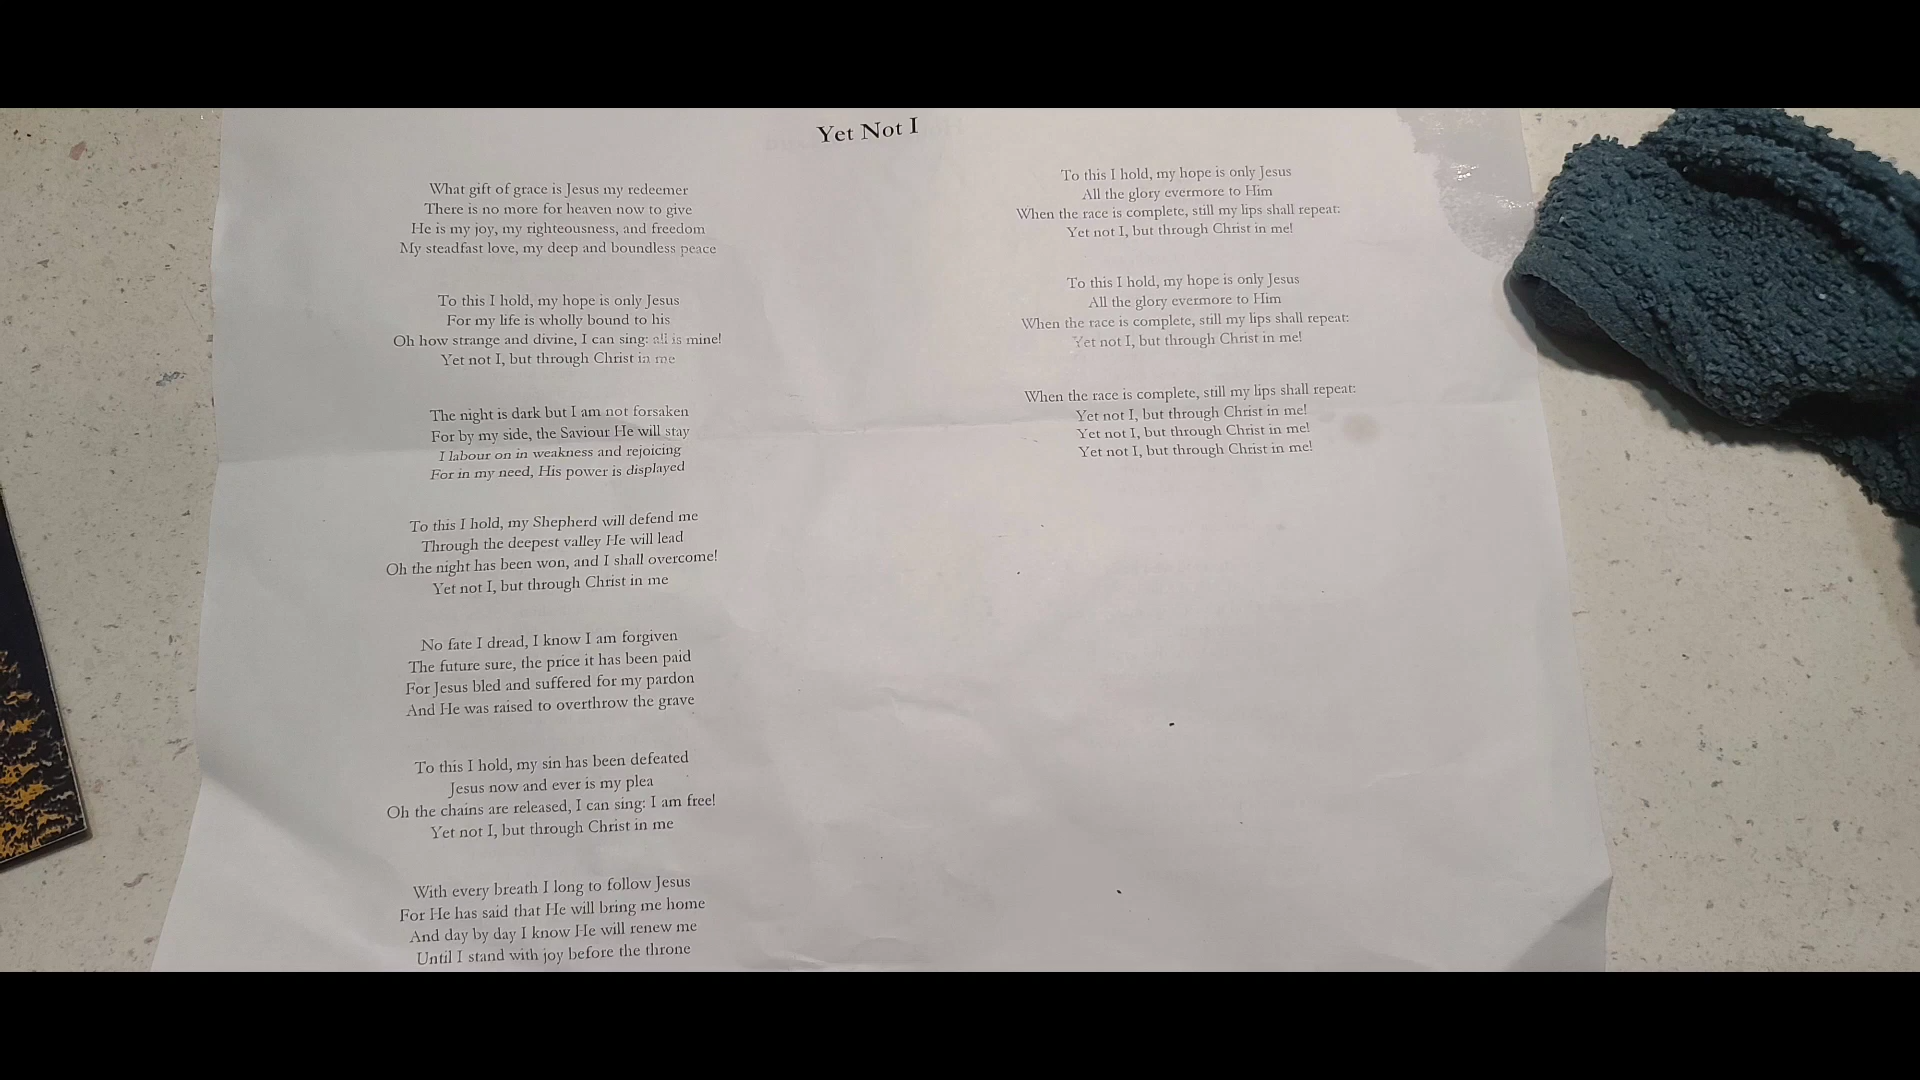 Yet Not I
What gift of grace is Jesus my redeemer
There is no more for heaven now to give
He is my joy, my righteousness, and freedom
My steadfast love, my deep and boundless peace
To this I hold, my hope is only Jesus
For my life is wholly bound to his
Oh how strange and divine, I can sing: all is mine!
Yet not I, but through Christ in me
The night is dark but I am not forsaken
For by my side, the Saviour He will stay
I labour on in weakness and rejoicing
For in my need, His power is displayed
To this I hold, my Shepherd will defend me
Through the deepest valley He will lead
Oh the night has been won, and I shall overcome!
Yet not I, but through Christ in me
No fate I dread, I know I am forgiven
The future sure, the price it has been paid
For Jesus bled and suffered for my pardon
And He was raised to overthrow the grave
To this I hold, my sin has been defeated
Jesus now and ever is my plea
Oh the chains are released, I can sing: I am free!
Yet not I, but through Christ in me
With every breath I long to follow Jesus
For He has said that He will bring me home
And day by day I know He will renew me
Until I stand with joy before the throne
To this I hold, my hope is only Jesus
All the glory evermore to Him
When the race is complete, still my lips shall repeat:
Yet not I, but through Christ in me!
To this I hold, my hope is only Jesus
All the glory evermore to Him
When the race is complete, still my lips shall repeat:
Yet not I, but through Christ in me!
When the race is complete, still my lips shall repeat:
Yet not I, but through Christ in me!
Yet not I, but through Christ in me!
Yet not I, but through Christ in me!